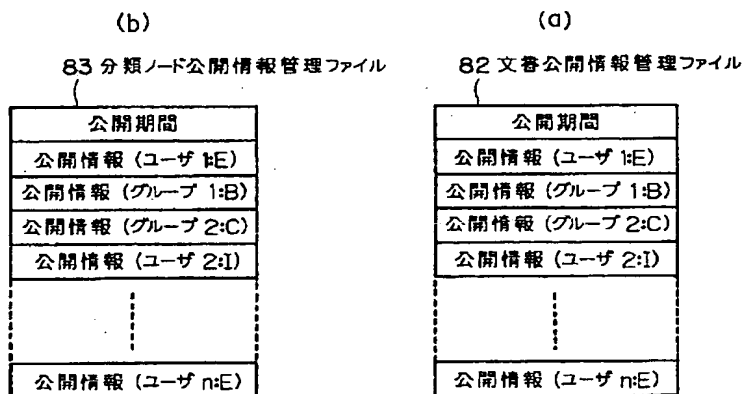 (b)
83 分類ノード公開情報管理ファイル
公開期間
公開情報 (ユーザ 1:E)
公開情報 (グループ 1:B)
公開情報 (グループ 2:C)
公開情報 (ユーザ 2:I)
公開情報 (ユーザ n:E)
(a)
82 文書公開情報管理ファイル
公開期間
公開情報 (ユーザ 1:E)
公開情報 (グループ 1:B)
公開情報 (グループ 2:C)
公開情報 (ユーザ 2:I)
公開情報 (ユーザ n:E)